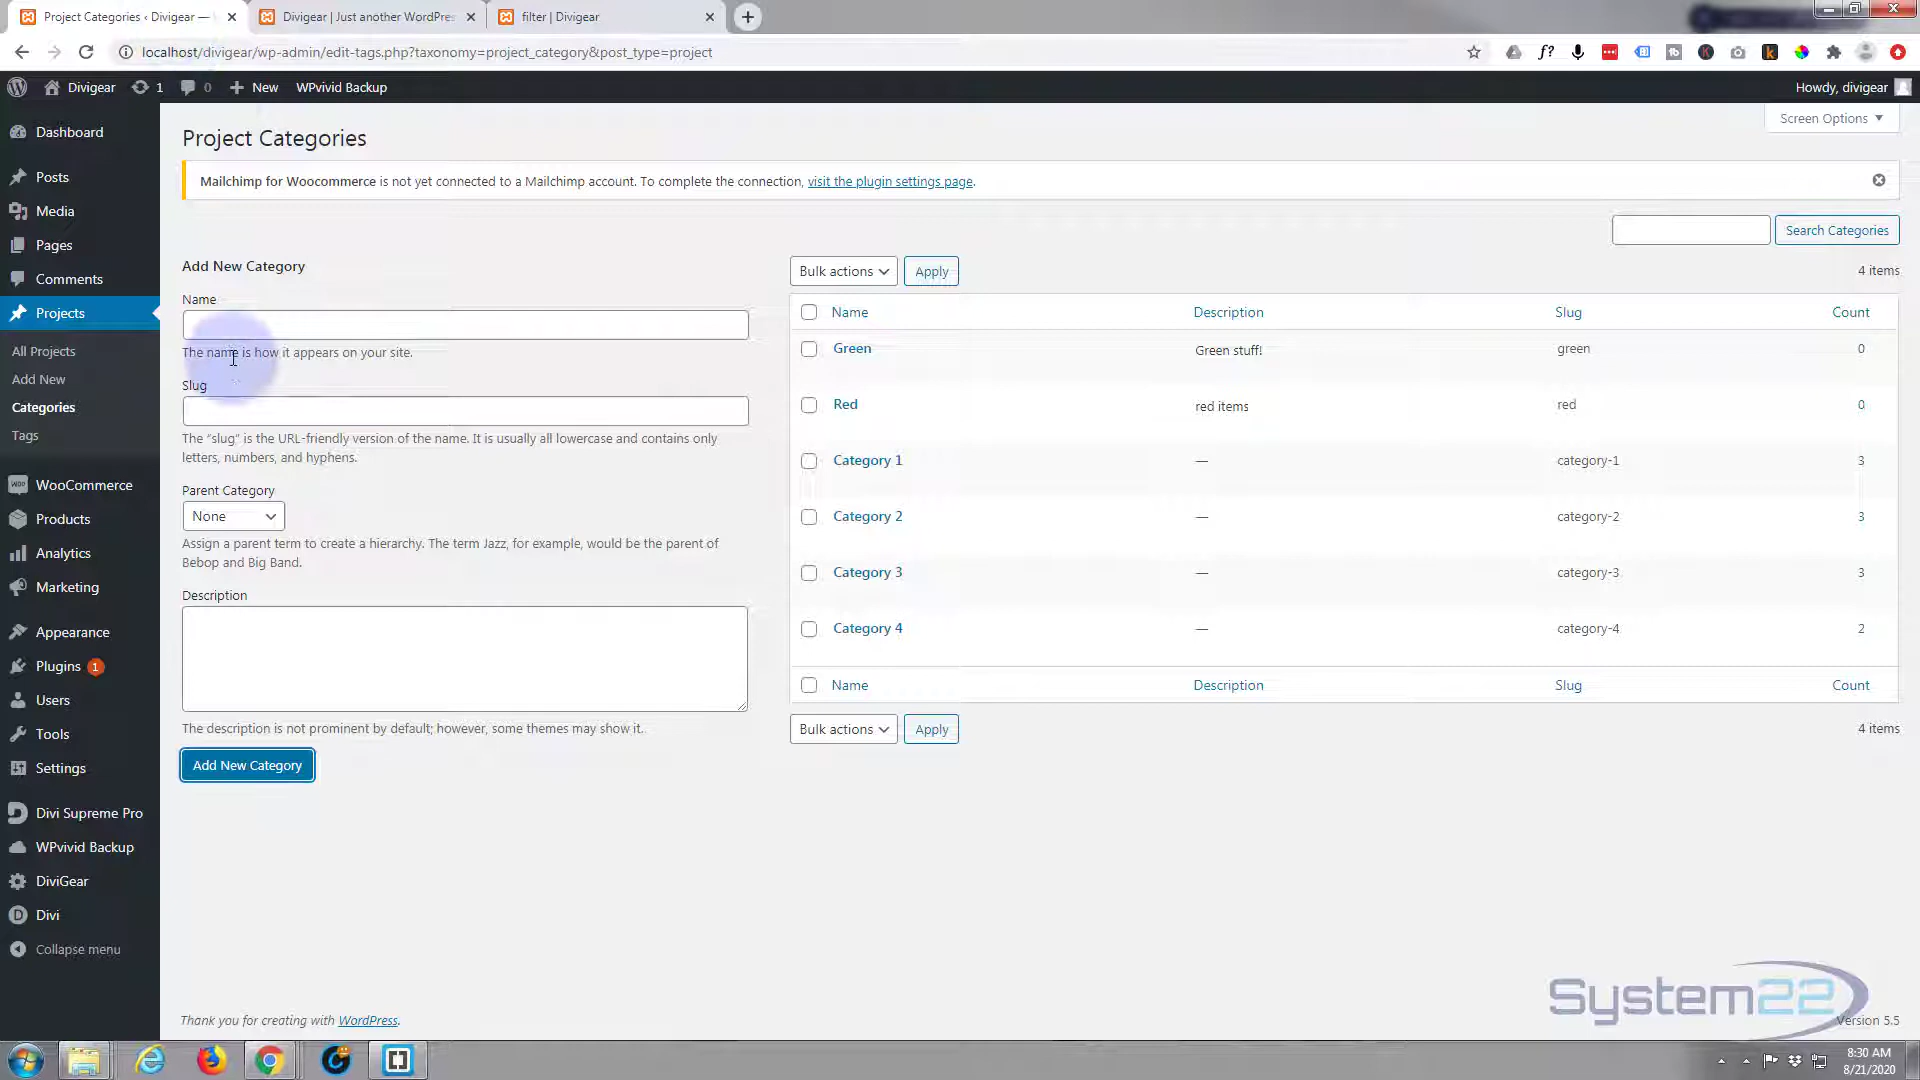 Project Categories ‹ Divigear —
Divigear | Just another WordPres
filter | Divigear
localhost/divigear/wp-admin/edit-tags.php?taxonomy=project_category&post_type=project
Divigear
1
0
New
WPvivid Backup
Howdy, divigear
Dashboard
Posts
Media
Pages
Comments
Projects
All Projects
Add New
Categories
Tags
WooCommerce
Products
Analytics
Marketing
Appearance
Plugins 1
Users
Tools
Settings
Divi Supreme Pro
WPvivid Backup
DiviGear
Divi
Collapse menu
Screen Options
Project Categories
Mailchimp for Woocommerce is not yet connected to a Mailchimp account. To complete the connection, visit the plugin settings page.
Search Categories
Add New Category
Name
The name is how it appears on your site.
Slug
The “slug” is the URL-friendly version of the name. It is usually all lowercase and contains only
letters, numbers, and hyphens.
Parent Category
None
Assign a parent term to create a hierarchy. The term Jazz, for example, would be the parent of
Bebop and Big Band.
Description
The description is not prominent by default; however, some themes may show it.
Add New Category
Bulk actions
Apply
4 items
Name Description Slug Count
Green Green stuff! green 0
Red red items red 0
Category 1 — category-1 3
Category 2 — category-2 3
Category 3 — category-3 3
Category 4 — category-4 2
Name Description Slug Count
Bulk actions
Apply
4 items
Thank you for creating with WordPress.
System22
Version 5.5
8:30 AM
8/21/2020